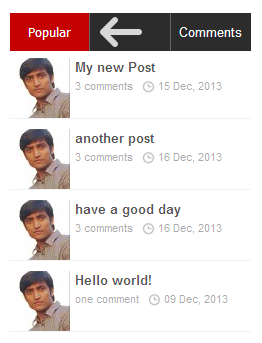 Popular
Comments
My new Post
3 comments 15 Dec, 2013
another post
3 comments 16 Dec, 2013
have a good day
3 comments 16 Dec, 2013
Hello world!
one comment 09 Dec, 2013